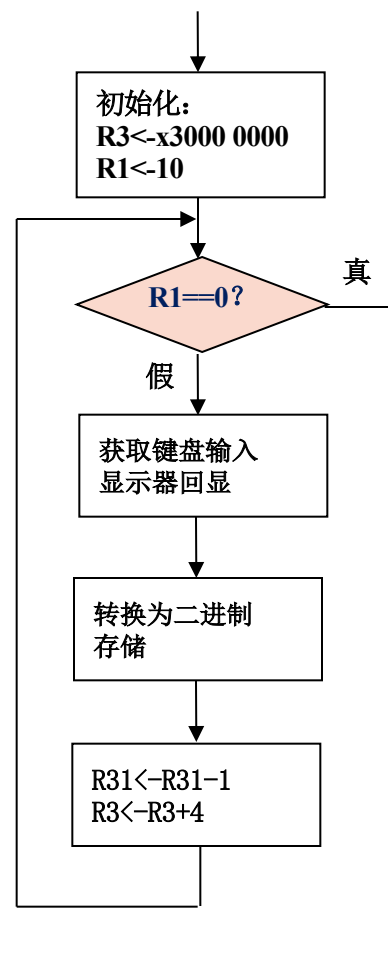 初始化：
R3<-x3000 0000
R1<-10
R1==0？
真
假
获取键盘输入
显示器回显
转换为二进制
存储
R31<-R31-1
R3<-R3+4